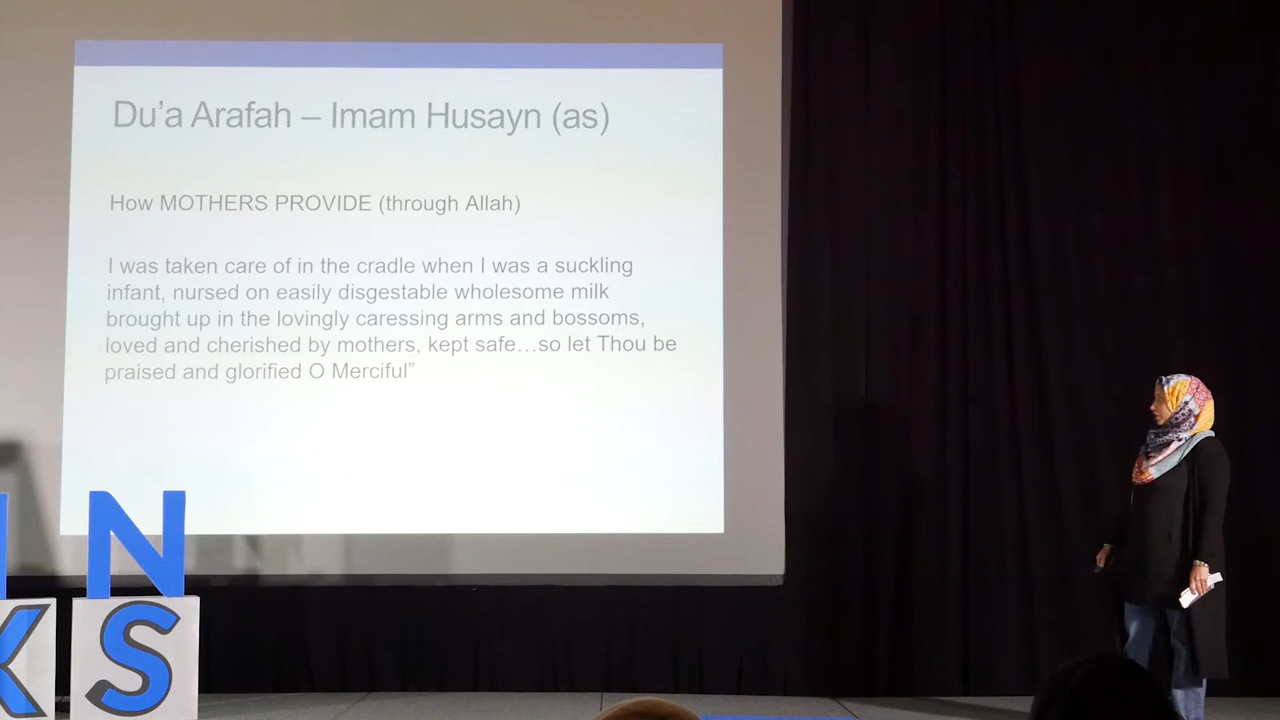 Du’a Arafah – Imam Husayn (as)
How MOTHERS PROVIDE (through Allah)
I was taken care of in the cradle when I was a suckling
infant, nursed on easily disgestable wholesome milk
brought up in the lovingly caressing arms and bossoms,
loved and cherished by mothers, kept safe…so let Thou be
praised and glorified O Merciful”
N
KS